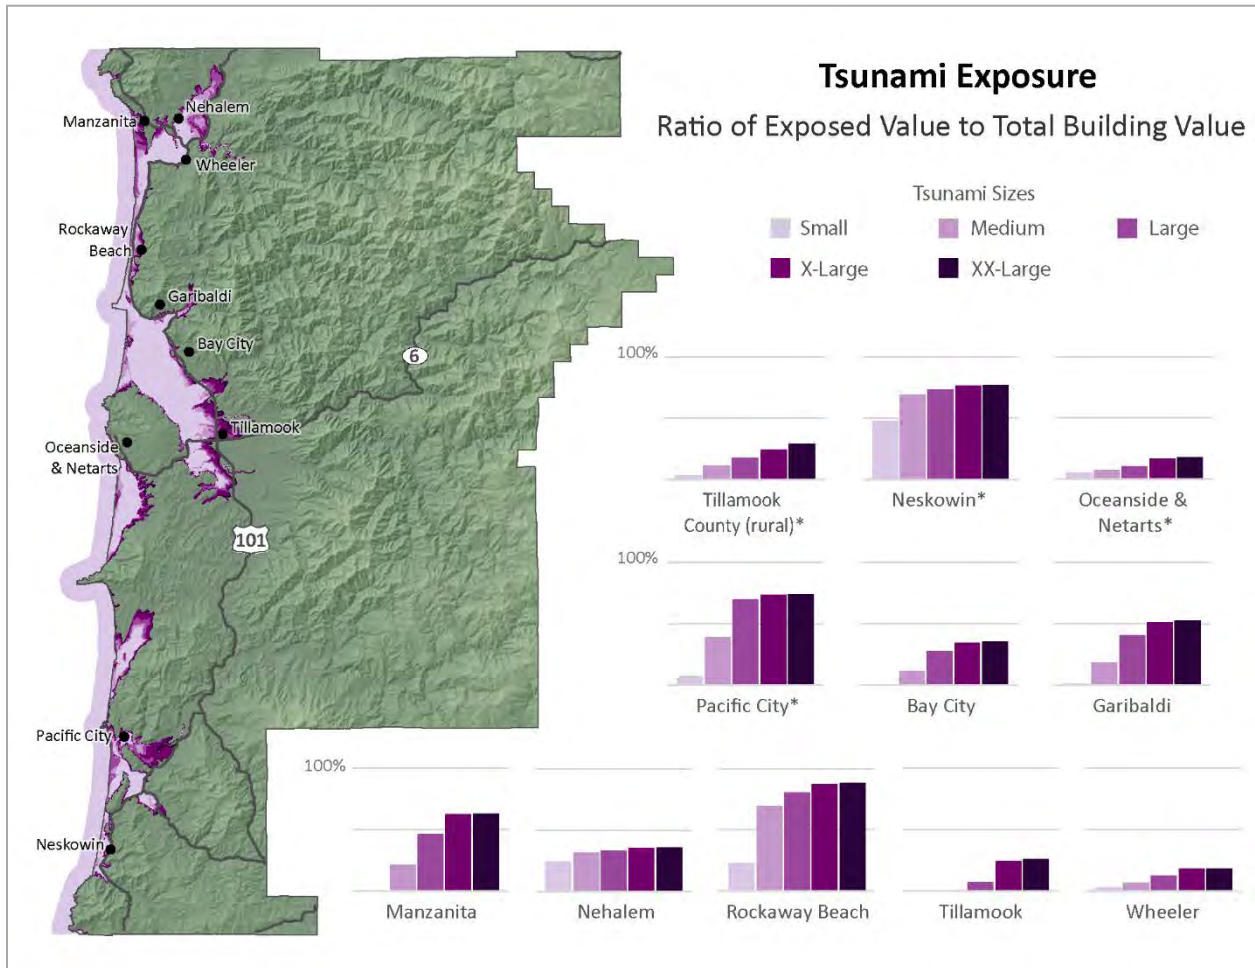 Tsunami Exposure
Ratio of Exposed Value to Total Building Value
Tsunami Sizes
Small
Medium
Large
X-Large
XX-Large
Nehalem
Manzanita
Wheeler
Rockaway
Beach
Garibaldi
Bay City
6
Tillamook
Oceanside
& Netarts
101
Pacific City
Neskowin
100%
Tillamook
County (rural)*
Neskowin*
Oceanside &
Netarts*
100%
Pacific City*
Bay City
Garibaldi
100%
Manzanita
Nehalem
Rockaway Beach
Tillamook
Wheeler